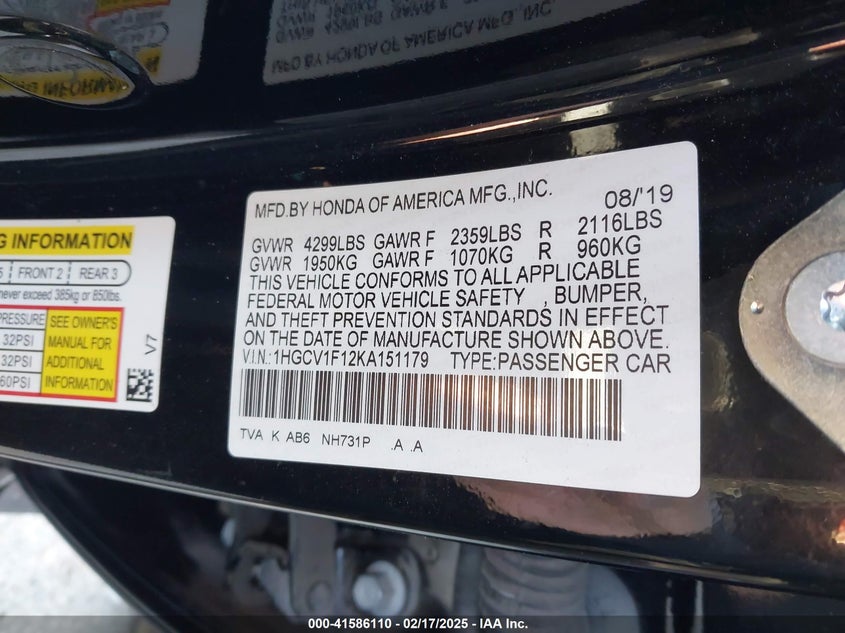 MFD.BY HONDA OF AMERICA MFG.,INC. 08/'19
GVWR 4299LBS GAWR F 2359LBS R 2116LBS
GVWR 1950KG GAWR F 1070KG R 960KG
THIS VEHICLE CONFORMS TO ALL APPLICABLE
FEDERAL MOTOR VEHICLE SAFETY , BUMPER,
AND THEFT PREVENTION STANDARDS IN EFFECT
ON THE DATE OF MANUFACTURE SHOWN ABOVE.
V.I.N.:1HGCV1F12KA151179 TYPE:PASSENGER CAR
TVA K AB6 NH731P .A .A
INFORMATION
FRONT 2 REAR 3
never exceed 385kg or 850lbs.
PRESSURE
32PSI
32PSI
60PSI
SEE OWNER'S
MANUAL FOR
ADDITIONAL
INFORMATION
V7
000-41586110 - 02/17/2025 - IAA Inc.